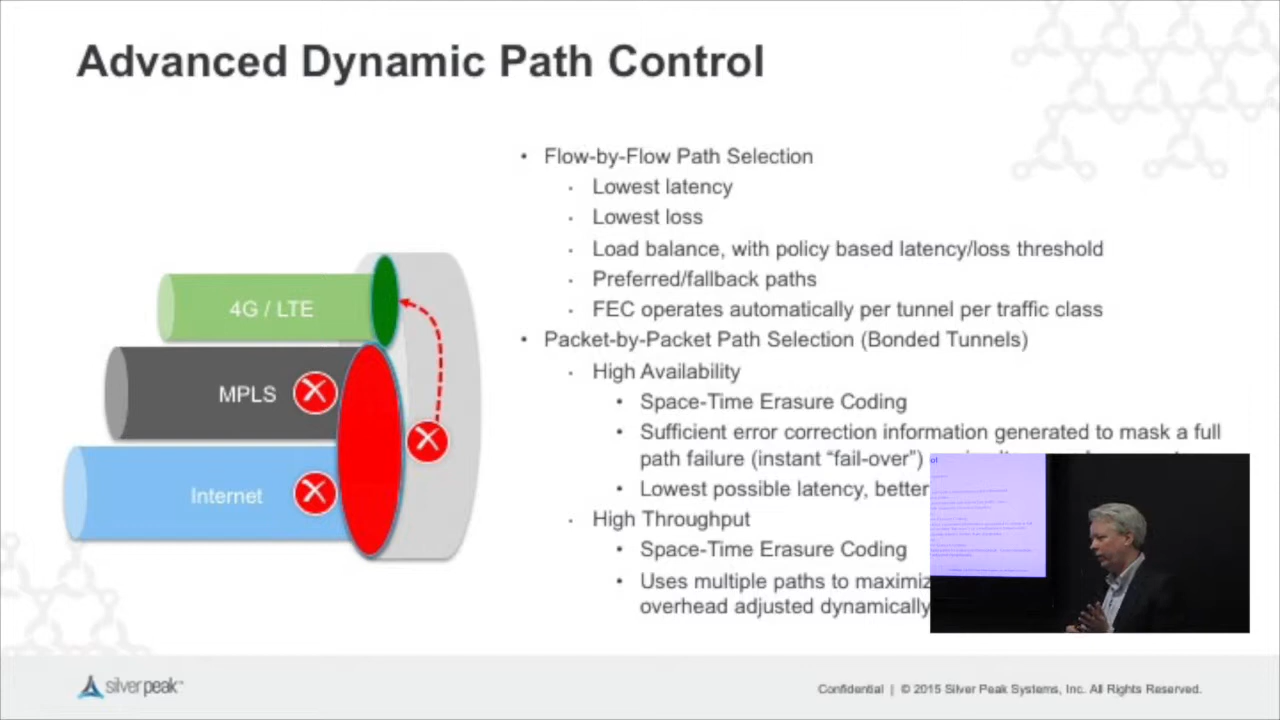 Advanced Dynamic Path Control
• Flow-by-Flow Path Selection
· Lowest latency
· Lowest loss
· Load balance, with policy based latency/loss threshold
· Preferred/fallback paths
· FEC operates automatically per tunnel per traffic class
• Packet-by-Packet Path Selection (Bonded Tunnels)
· High Availability
• Space-Time Erasure Coding
• Sufficient error correction information generated to mask a full
path failure (instant “fail-over”)
• Lowest possible latency, better
· High Throughput
• Space-Time Erasure Coding
• Uses multiple paths to
overhead adjusted dynamically
4G / LTE
MPLS
Internet
silver peak™
Confidential | © 2015 Silver Peak Systems, Inc. All Rights Reserved.